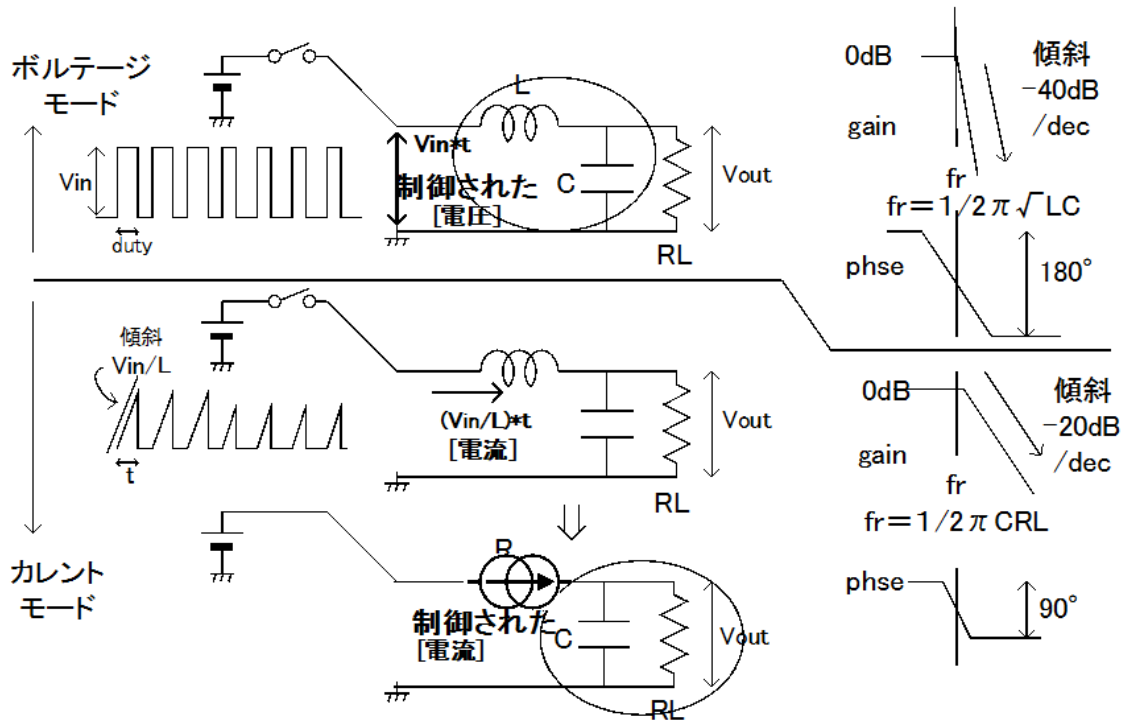 ボルテージ
モード
Vin
duty
Vin*t
制御された
[電圧]
L
C
Vout
RL
0dB
gain
傾斜
-40dB
/dec
fr
fr=1/2π√LC
phse
180°
傾斜
Vin/L
t
(Vin/L)*t
[電流]
Vout
RL
0dB
gain
傾斜
-20dB
/dec
fr
fr=1/2πCRL
カレント
モード
制御された
[電流]
C
Vout
RL
phse
90°